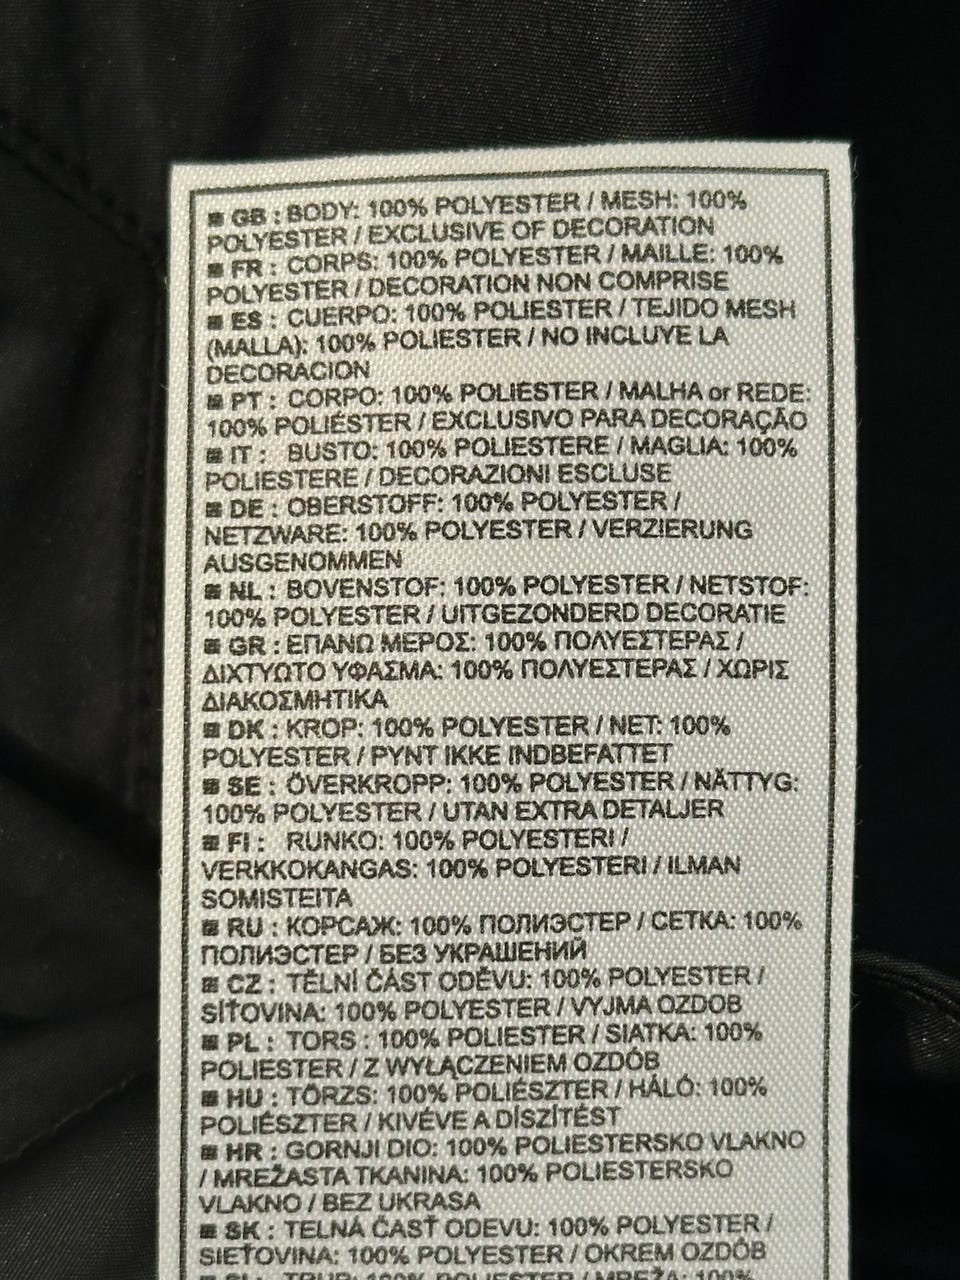 ■ GB : BODY: 100% POLYESTER / MESH: 100%
POLYESTER / EXCLUSIVE OF DECORATION
■ FR : CORPS: 100% POLYESTER / MAILLE: 100%
POLYESTER / DECORATION NON COMPRISE
■ ES : CUERPO: 100% POLIESTER / TEJIDO MESH
(MALLA): 100% POLIESTER / NO INCLUYE LA
DECORACION
■ PT : CORPO: 100% POLIÉSTER / MALHA or REDE:
100% POLIÉSTER / EXCLUSIVO PARA DECORAÇÃO
■ IT : BUSTO: 100% POLIESTERE / MAGLIA: 100%
POLIESTERE / DECORAZIONI ESCLUSE
■ DE : OBERSTOFF: 100% POLYESTER /
NETZWARE: 100% POLYESTER / VERZIERUNG
AUSGENOMMEN
■ NL : BOVENSTOF: 100% POLYESTER / NETSTOF:
100% POLYESTER / UITGEZONDERD DECORATIE
■ GR : ΕΠΑΝΩ ΜΕΡΟΣ: 100% ΠΟΛΥΕΣΤΕΡΑΣ /
ΔΙΧΤΥΩΤΟ ΥΦΑΣΜΑ: 100% ΠΟΛΥΕΣΤΕΡΑΣ / ΧΩΡΙΣ
ΔΙΑΚΟΣΜΗΤΙΚΑ
■ DK : KROP: 100% POLYESTER / NET: 100%
POLYESTER / PYNT IKKE INDBEFATTET
■ SE : ÖVERKROPP: 100% POLYESTER / NÄTTYG:
100% POLYESTER / UTAN EXTRA DETALJER
■ FI : RUNKO: 100% POLYESTERI /
VERKKOKANGAS: 100% POLYESTERI / ILMAN
SOMISTEITA
■ RU : КОРСАЖ: 100% ПОЛИЭСТЕР / СЕТКА: 100%
ПОЛИЭСТЕР / БЕЗ УКРАШЕНИЙ
■ CZ : TĚLNÍ ČÁST ODĚVU: 100% POLYESTER /
SÍŤOVINA: 100% POLYESTER / VYJMA OZDOB
■ PL : TORS : 100% POLIESTER / SIATKA: 100%
POLIESTER / Z WYŁĄCZENIEM OZDÓB
■ HU : TÖRZS: 100% POLIÉSZTER / HÁLÓ: 100%
POLIÉSZTER / KIVÉVE A DÍSZÍTÉST
■ HR : GORNJI DIO: 100% POLIESTERSKO VLAKNO
/ MREŽASTA TKANINA: 100% POLIESTERSKO
VLAKNO / BEZ UKRASA
■ SK : TELNÁ ČASŤ ODEVU: 100% POLYESTER /
SIEŤOVINA: 100% POLYESTER / OKREM OZDÔB
■ SL : TRUP: 100% POLIESTER / MREŽA: 100%